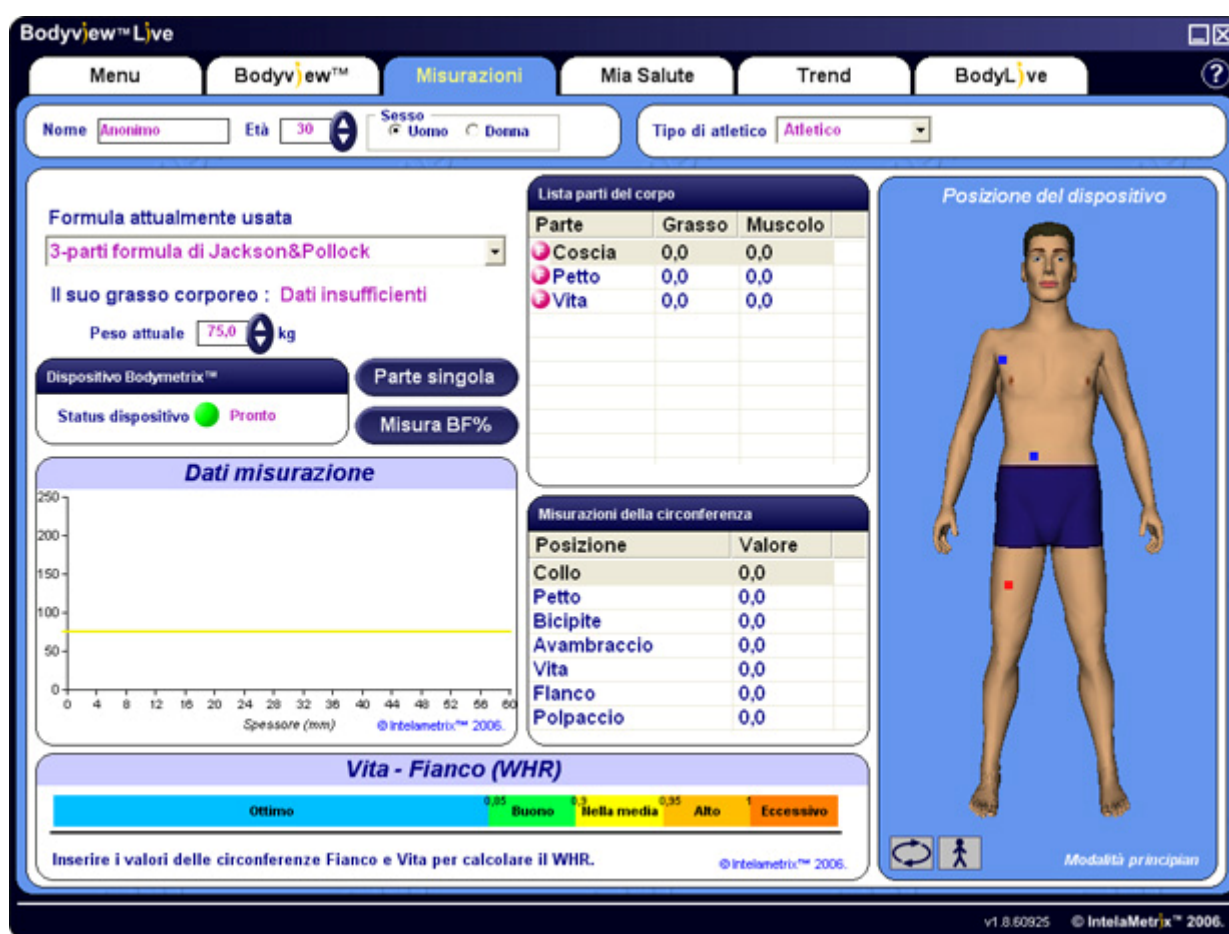 Bodyview™ Live
Menu
Bodyview™
Misurazioni
Mia Salute
Trend
BodyLive
?
Nome Anonimo
Età 30
Sesso
Uomo Donna
Tipo di atletico Atletico
Formula attualmente usata
3-parti formula di Jackson&Pollock
Il suo grasso corporeo : Dati insufficienti
Peso attuale 75,0 kg
Dispositivo Bodymetrix™
Status dispositivo Pronto
Parte singola
Misura BF%
Lista parti del corpo
Parte Grasso Muscolo
F Coscia 0,0 0,0
F Petto 0,0 0,0
F Vita 0,0 0,0
Dati misurazione
250
200
150
100
50
0
0 4 8 12 16 20 24 28 32 36 40 44 48 52 56 60
Spessore (mm)
© Intelametrix™ 2006.
Misurazioni della circonferenza
Posizione Valore
Collo 0,0
Petto 0,0
Bicipite 0,0
Avambraccio 0,0
Vita 0,0
Flanco 0,0
Polpaccio 0,0
Vita - Fianco (WHR)
0,85 0,9 0,95 1
Ottimo Buono Nella media Alto Eccessivo
Inserire i valori delle circonferenze Fianco e Vita per calcolare il WHR.
© Intelametrix™ 2006.
Posizione del dispositivo
Modalità principian
v1.8.60925 © IntelaMetrix™ 2006.